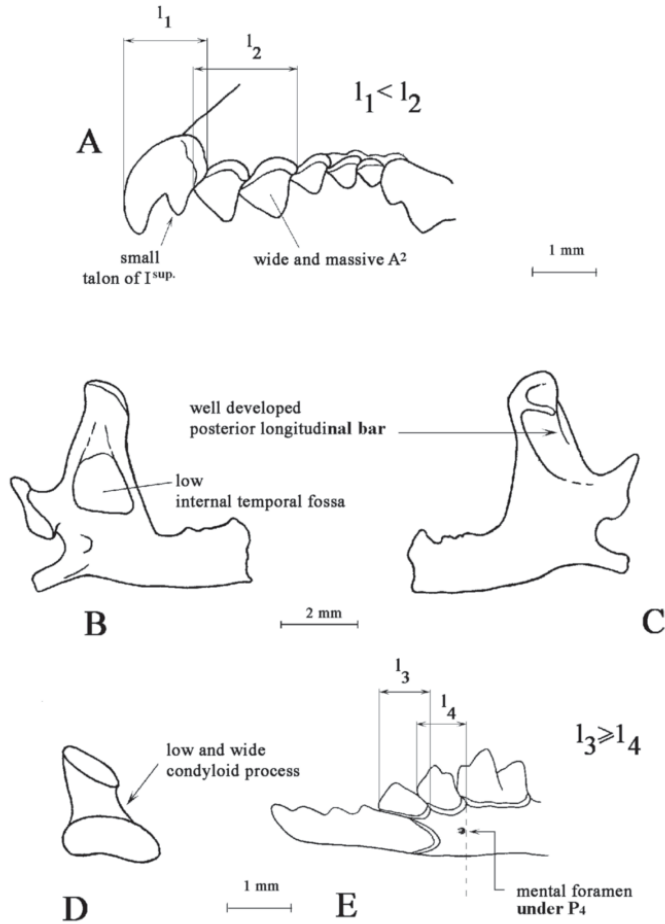 l₁
l₂
l₁ < l₂
A
small
talon of Iˢᵘᵖ·
wide and massive A²
1 mm
well developed
posterior longitudinal bar
low
internal temporal fossa
B
2 mm
C
l₃
l₄
l₃ ⩾ l₄
low and wide
condyloid process
D
1 mm
E
mental foramen
under P₄